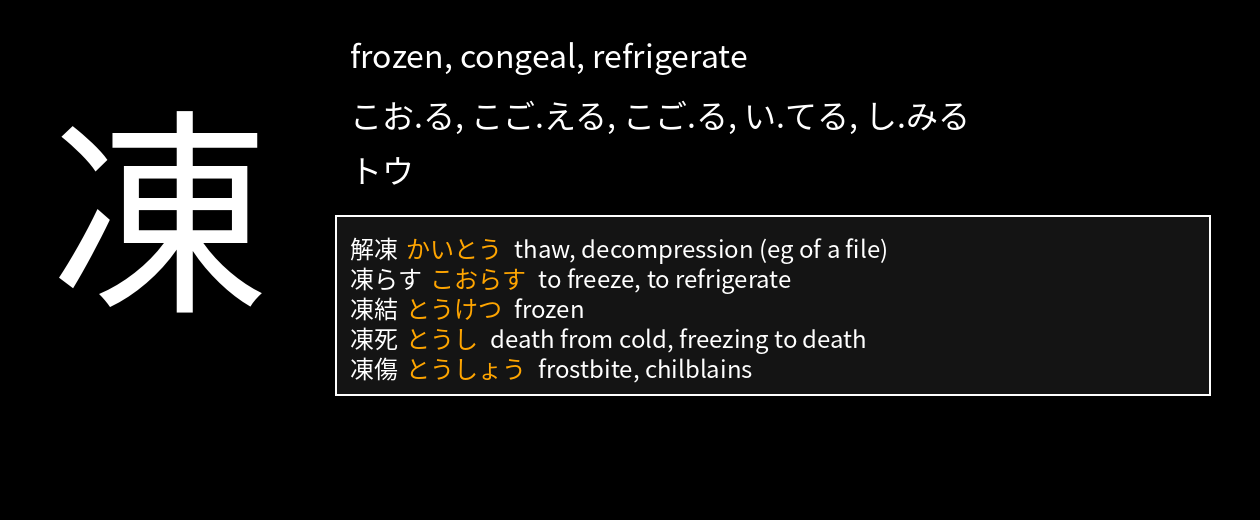 凍
frozen, congeal, refrigerate
こお.る, こご.える, こご.る, い.てる, し.みる
トウ
解凍 かいとう thaw, decompression (eg of a file)
凍らす こおらす to freeze, to refrigerate
凍結 とうけつ frozen
凍死 とうし death from cold, freezing to death
凍傷 とうしょう frostbite, chilblains